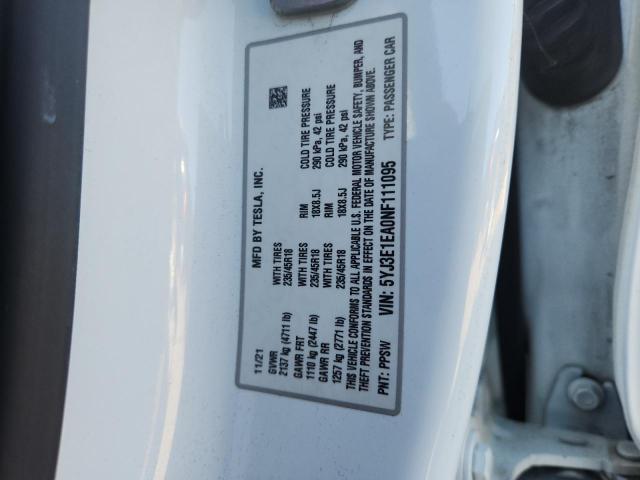 MFD BY TESLA, INC.
11/21
GVWR
2137 kg (4711 lb)
GAWR FRT WITH TIRES RIM COLD TIRE PRESSURE
1110 kg (2447 lb) 235/45R18 18X8.5J 290 kPa, 42 psi
GAWR RR WITH TIRES RIM COLD TIRE PRESSURE
1257 kg (2771 lb) 235/45R18 18X8.5J 290 kPa, 42 psi
THIS VEHICLE CONFORMS TO ALL APPLICABLE U.S. FEDERAL MOTOR VEHICLE SAFETY, BUMPER, AND
THEFT PREVENTION STANDARDS IN EFFECT ON THE DATE OF MANUFACTURE SHOWN ABOVE.
PNT: PPSW VIN: 5YJ3E1EA0NF111095 TYPE: PASSENGER CAR